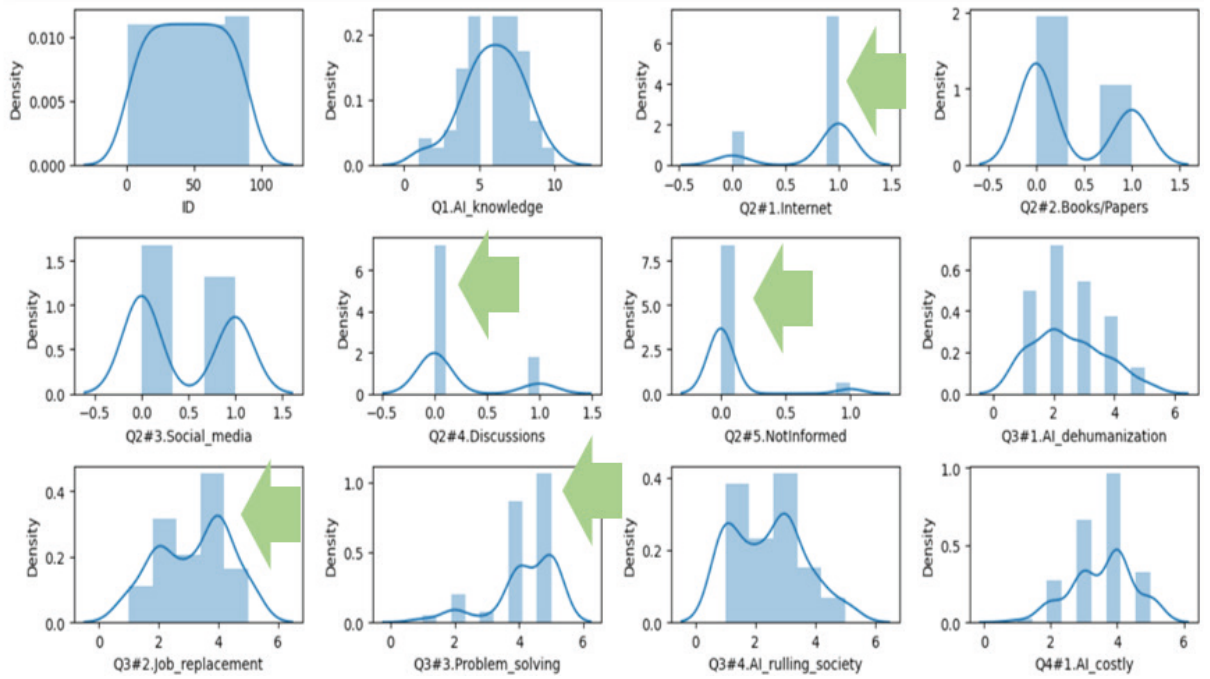 Density
0.010
0.005
0.000
0 50 100
ID
Density
0.2
0.1
0.0
0 5 10
Q1.AI_knowledge
Density
6
4
2
0
−0.5 0.0 0.5 1.0 1.5
Q2#1.Internet
Density
2
1
0
−0.5 0.0 0.5 1.0 1.5
Q2#2.Books/Papers
Density
1.5
1.0
0.5
0.0
−0.5 0.0 0.5 1.0 1.5
Q2#3.Social_media
Density
6
4
2
0
−0.5 0.0 0.5 1.0 1.5
Q2#4.Discussions
Density
7.5
5.0
2.5
0.0
0.0 0.5 1.0
Q2#5.NotInformed
Density
0.6
0.4
0.2
0.0
0 2 4 6
Q3#1.AI_dehumanization
Density
0.4
0.2
0.0
0 2 4 6
Q3#2.Job_replacement
Density
1.0
0.5
0.0
0 2 4 6
Q3#3.Problem_solving
Density
0.4
0.2
0.0
0 2 4 6
Q3#4.AI_rulling_society
Density
1.0
0.5
0.0
0 2 4 6
Q4#1.AI_costly